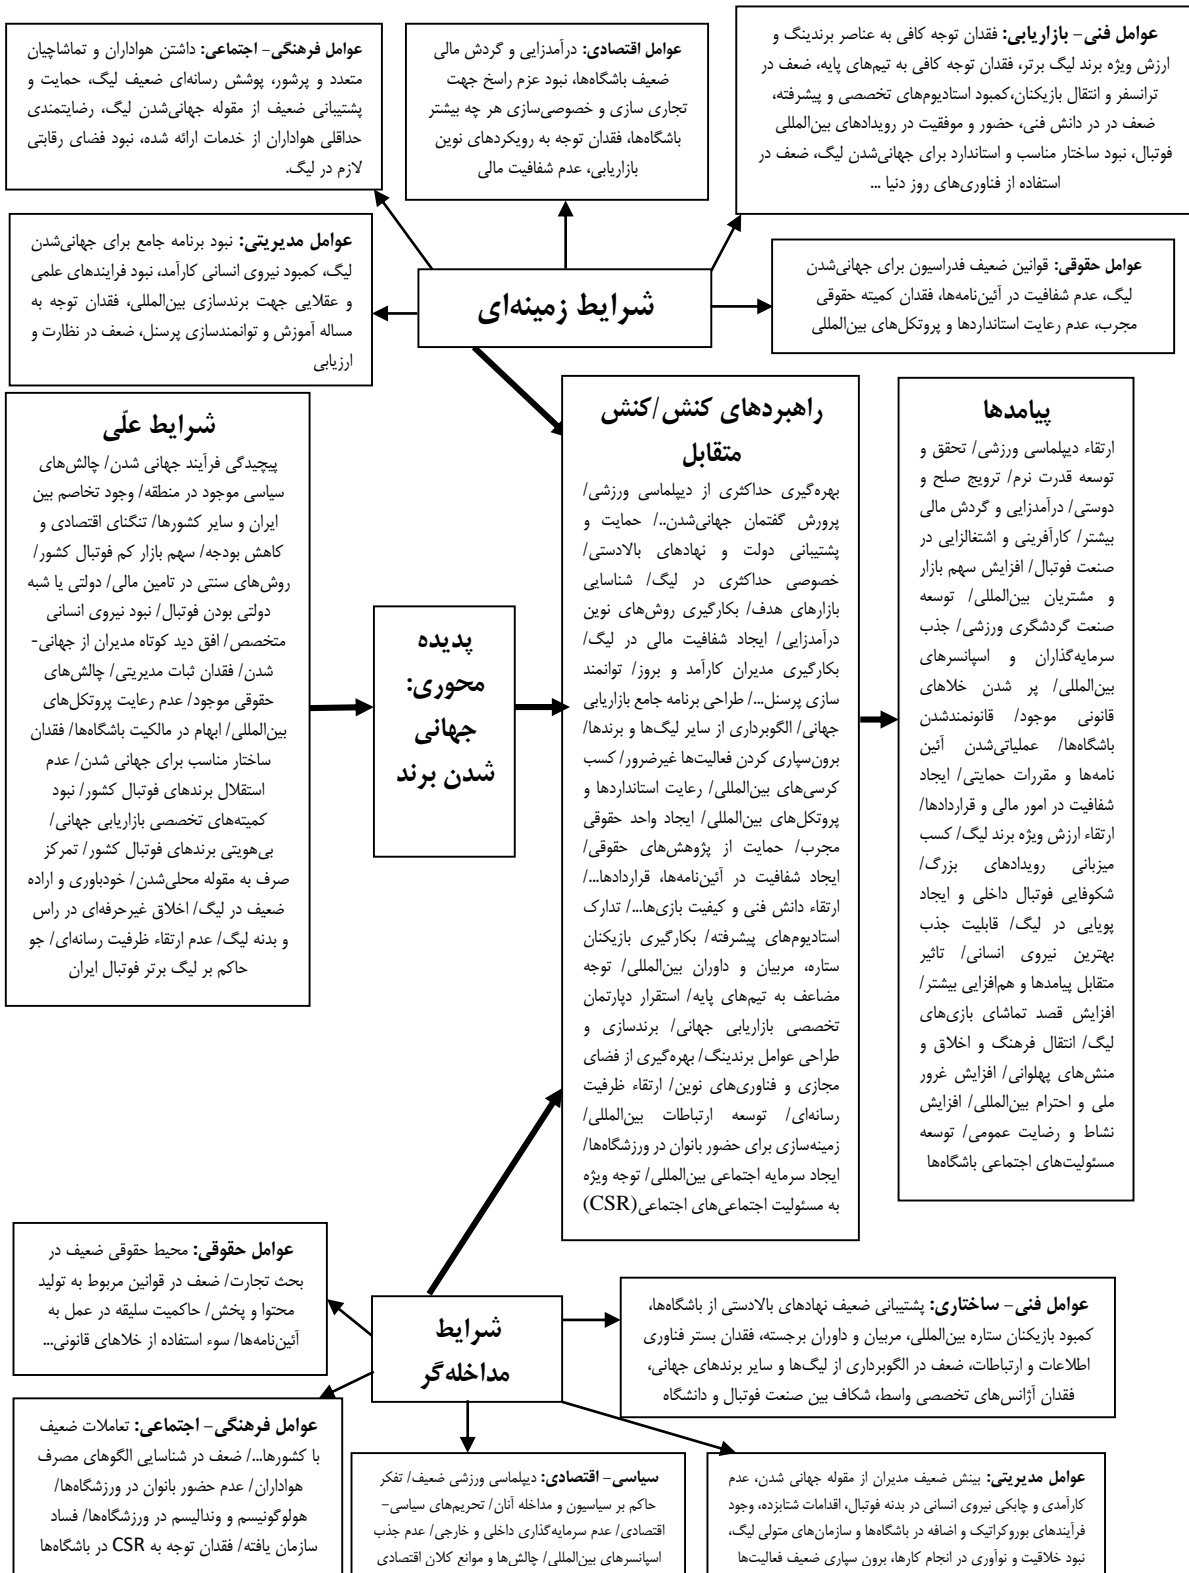 عوامل فنی- بازاریابی: فقدان توجه کافی به عناصر برندینگ و
ارزش ویژه برند لیگ برتر، فقدان توجه کافی به تیم‌های پایه، ضعف در
ترانسفر و انتقال بازیکنان،کمبود استادیوم‌های تخصصی و پیشرفته،
ضعف در در دانش فنی، حضور و موفقیت در رویدادهای بین‌المللی
فوتبال، نبود ساختار مناسب و استاندارد برای جهانی‌شدن لیگ، ضعف در
استفاده از فناوری‌های روز دنیا ...
عوامل اقتصادی: درآمدزایی و گردش مالی
ضعیف باشگاه‌ها، نبود عزم راسخ جهت
تجاری سازی و خصوصی‌سازی هر چه بیشتر
باشگاه‌ها، فقدان توجه به رویکردهای نوین
بازاریابی، عدم شفافیت مالی
عوامل فرهنگی- اجتماعی: داشتن هواداران و تماشاچیان
متعدد و پرشور، پوشش رسانه‌ای ضعیف لیگ، حمایت و
پشتیبانی ضعیف از مقوله جهانی‌شدن لیگ، رضایتمندی
حداقلی هواداران از خدمات ارائه شده، نبود فضای رقابتی
لازم در لیگ.
عوامل حقوقی: قوانین ضعیف فدراسیون برای جهانی‌شدن
لیگ، عدم شفافیت در آئین‌نامه‌ها، فقدان کمیته حقوقی
مجرب، عدم رعایت استانداردها و پروتکل‌های بین‌المللی
شرایط زمینه‌ای
عوامل مدیریتی: نبود برنامه جامع برای جهانی‌شدن
لیگ، کمبود نیروی انسانی کارآمد، نبود فرایندهای علمی
و عقلایی جهت برندسازی بین‌المللی، فقدان توجه به
مساله آموزش و توانمندسازی پرسنل، ضعف در نظارت و
ارزیابی
شرایط علّی
پیچیدگی فرآیند جهانی شدن/ چالش‌های
سیاسی موجود در منطقه/ وجود تخاصم بین
ایران و سایر کشورها/ تنگنای اقتصادی و
کاهش بودجه/ سهم بازار کم فوتبال کشور/
روش‌های سنتی در تامین مالی/ دولتی یا شبه
دولتی بودن فوتبال/ نبود نیروی انسانی
متخصص/ افق دید کوتاه مدیران از جهانی-
شدن/ فقدان ثبات مدیریتی/ چالش‌های
حقوقی موجود/ عدم رعایت پروتکل‌های
بین‌المللی/ ابهام در مالکیت باشگاه‌ها/ فقدان
ساختار مناسب برای جهانی شدن/ عدم
استقلال برندهای فوتبال کشور/ نبود
کمیته‌های تخصصی بازاریابی جهانی/
بی‌هویتی برندهای فوتبال کشور/ تمرکز
صرف به مقوله محلی‌شدن/ خودباوری و اراده
ضعیف در لیگ/ اخلاق غیرحرفه‌ای در راس
و بدنه لیگ/ عدم ارتقاء ظرفیت رسانه‌ای/ جو
حاکم بر لیگ برتر فوتبال ایران
پدیده
محوری:
جهانی
شدن برند
راهبردهای کنش/کنش
متقابل
بهره‌گیری حداکثری از دیپلماسی ورزشی/
پرورش گفتمان جهانی‌شدن../ حمایت و
پشتیبانی دولت و نهادهای بالادستی/
خصوصی حداکثری در لیگ/ شناسایی
بازارهای هدف/ بکارگیری روش‌های نوین
درآمدزایی/ ایجاد شفافیت مالی در لیگ/
بکارگیری مدیران کارآمد و بروز/ توانمند
سازی پرسنل.../ طراحی برنامه جامع بازاریابی
جهانی/ الگوبرداری از سایر لیگ‌ها و برندها/
برون‌سپاری کردن فعالیت‌ها غیرضرور/ کسب
کرسی‌های بین‌المللی/ رعایت استانداردها و
پروتکل‌های بین‌المللی/ ایجاد واحد حقوقی
مجرب/ حمایت از پژوهش‌های حقوقی/
ایجاد شفافیت در آئین‌نامه‌ها، قراردادها.../
ارتقاء دانش فنی و کیفیت بازی‌ها.../ تدارک
استادیوم‌های پیشرفته/ بکارگیری بازیکنان
ستاره، مربیان و داوران بین‌المللی/ توجه
مضاعف به تیم‌های پایه/ استقرار دپارتمان
تخصصی بازاریابی جهانی/ برندسازی و
طراحی عوامل برندینگ/ بهره‌گیری از فضای
مجازی و فناوری‌های نوین/ ارتقاء ظرفیت
رسانه‌ای/ توسعه ارتباطات بین‌المللی/
زمینه‌سازی برای حضور بانوان در ورزشگاه‌ها/
ایجاد سرمایه اجتماعی بین‌المللی/ توجه ویژه
به مسئولیت اجتماعی‌های اجتماعی(CSR)
پیامدها
ارتقاء دیپلماسی ورزشی/ تحقق و
توسعه قدرت نرم/ ترویج صلح و
دوستی/ درآمدزایی و گردش مالی
بیشتر/ کارآفرینی و اشتغالزایی در
صنعت فوتبال/ افزایش سهم بازار
و مشتریان بین‌المللی/ توسعه
صنعت گردشگری ورزشی/ جذب
سرمایه‌گذاران و اسپانسرهای
بین‌المللی/ پر شدن خلاهای
قانونی موجود/ قانونمندشدن
باشگاه‌ها/ عملیاتی‌شدن آئین
نامه‌ها و مقررات حمایتی/ ایجاد
شفافیت در امور مالی و قراردادها/
ارتقاء ارزش ویژه برند لیگ/ کسب
میزبانی رویدادهای بزرگ/
شکوفایی فوتبال داخلی و ایجاد
پویایی در لیگ/ قابلیت جذب
بهترین نیروی انسانی/ تاثیر
متقابل پیامدها و هم‌افزایی بیشتر/
افزایش قصد تماشای بازی‌های
لیگ/ انتقال فرهنگ و اخلاق و
منش‌های پهلوانی/ افزایش غرور
ملی و احترام بین‌المللی/ افزایش
نشاط و رضایت عمومی/ توسعه
مسئولیت‌های اجتماعی باشگاه‌ها
عوامل حقوقی: محیط حقوقی ضعیف در
بحث تجارت/ ضعف در قوانین مربوط به تولید
محتوا و پخش/ حاکمیت سلیقه در عمل به
آئین‌نامه‌ها/ سوء استفاده از خلاهای قانونی...
شرایط
مداخله‌گر
عوامل فنی- ساختاری: پشتیبانی ضعیف نهادهای بالادستی از باشگاه‌ها،
کمبود بازیکنان ستاره بین‌المللی، مربیان و داوران برجسته، فقدان بستر فناوری
اطلاعات و ارتباطات، ضعف در الگوبرداری از لیگ‌ها و سایر برندهای جهانی،
فقدان آژانس‌های تخصصی واسط، شکاف بین صنعت فوتبال و دانشگاه
عوامل فرهنگی- اجتماعی: تعاملات ضعیف
با کشورها.../ ضعف در شناسایی الگوهای مصرف
هواداران/ عدم حضور بانوان در ورزشگاه‌ها/
هولوگونیسم و وندالیسم در ورزشگاه‌ها/ فساد
سازمان یافته/ فقدان توجه به CSR در باشگاه‌ها
سیاسی- اقتصادی: دیپلماسی ورزشی ضعیف/ تفکر
حاکم بر سیاسیون و مداخله آنان/ تحریم‌های سیاسی-
اقتصادی/ عدم سرمایه‌گذاری داخلی و خارجی/ عدم جذب
اسپانسرهای بین‌المللی/ چالش‌ها و موانع کلان اقتصادی
عوامل مدیریتی: بینش ضعیف مدیران از مقوله جهانی شدن، عدم
کارآمدی و چابکی نیروی انسانی در بدنه فوتبال، اقدامات شتابزده، وجود
فرآیندهای بوروکراتیک و اضافه در باشگاه‌ها و سازمان‌های متولی لیگ،
نبود خلاقیت و نوآوری در انجام کارها، برون سپاری ضعیف فعالیت‌ها